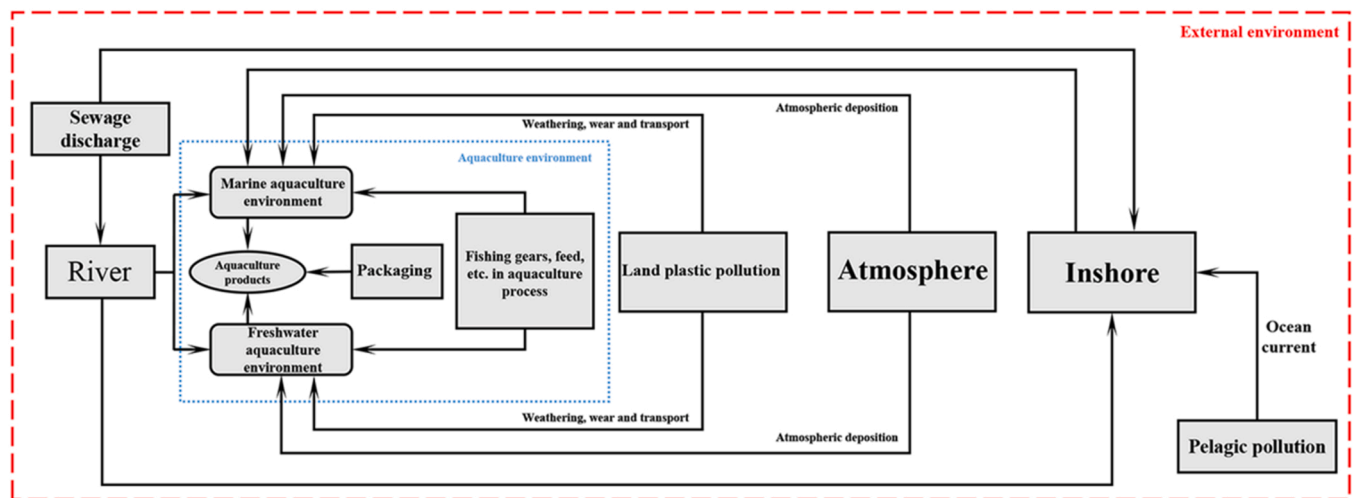 External environment
Sewage
discharge
Atmospheric deposition
Weathering, wear and transport
Aquaculture environment
Marine aquaculture
environment
River
Aquaculture
products
Packaging
Fishing gears, feed,
etc. in aquaculture
process
Land plastic pollution
Atmosphere
Inshore
Freshwater
aquaculture
environment
Ocean
current
Weathering, wear and transport
Atmospheric deposition
Pelagic pollution